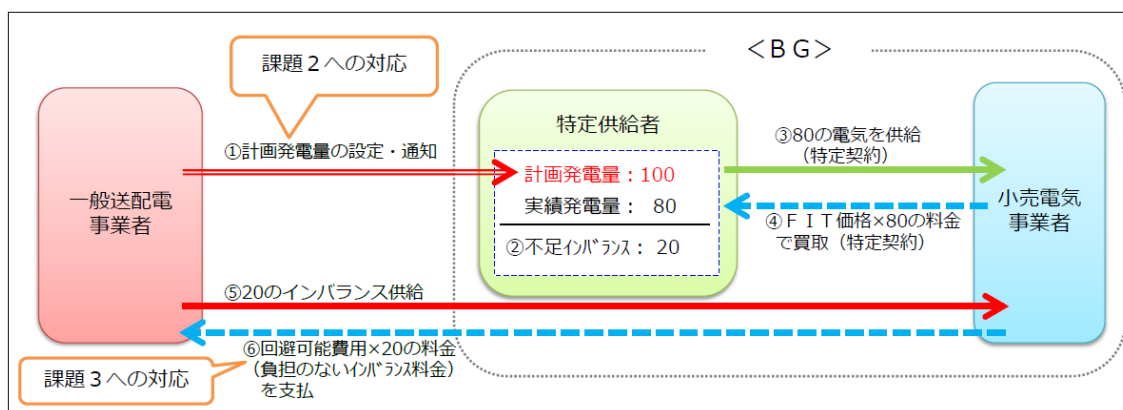 ＜ＢＧ＞
課題２への対応
特定供給者
③80の電気を供給
（特定契約）
①計画発電量の設定・通知
計画発電量：100
実績発電量： 80
②不足ｲﾝﾊﾞﾗﾝｽ： 20
一般送配電
事業者
小売電気
事業者
④ＦＩＴ価格×80の料金
で買取（特定契約）
⑤20のインバランス供給
⑥回避可能費用×20の料金
（負担のないｲﾝﾊﾞﾗﾝｽ料金）
を支払
課題３への対応